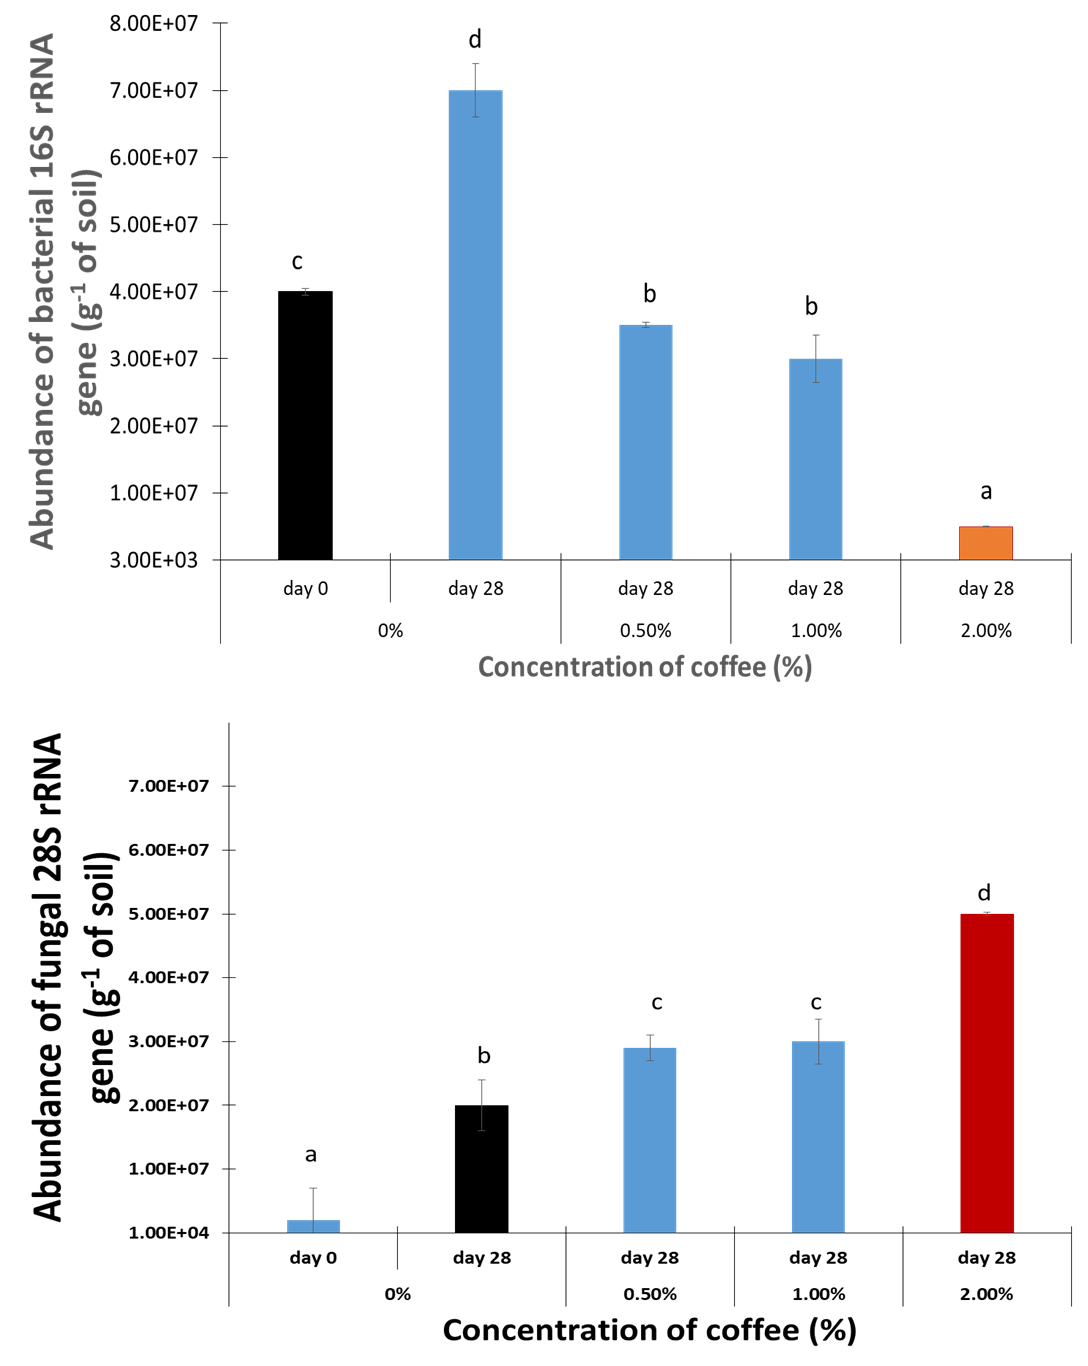 Abundance of bacterial 16S rRNA
gene (g⁻¹ of soil)
8.00E+07
7.00E+07
6.00E+07
5.00E+07
4.00E+07
3.00E+07
2.00E+07
1.00E+07
3.00E+03
c
d
b
b
a
day 0 day 28 day 28 day 28 day 28
0% 0.50% 1.00% 2.00%
Concentration of coffee (%)
Abundance of fungal 28S rRNA
gene (g⁻¹ of soil)
7.00E+07
6.00E+07
5.00E+07
4.00E+07
3.00E+07
2.00E+07
1.00E+07
1.00E+04
a
b
c
c
d
day 0 day 28 day 28 day 28 day 28
0% 0.50% 1.00% 2.00%
Concentration of coffee (%)